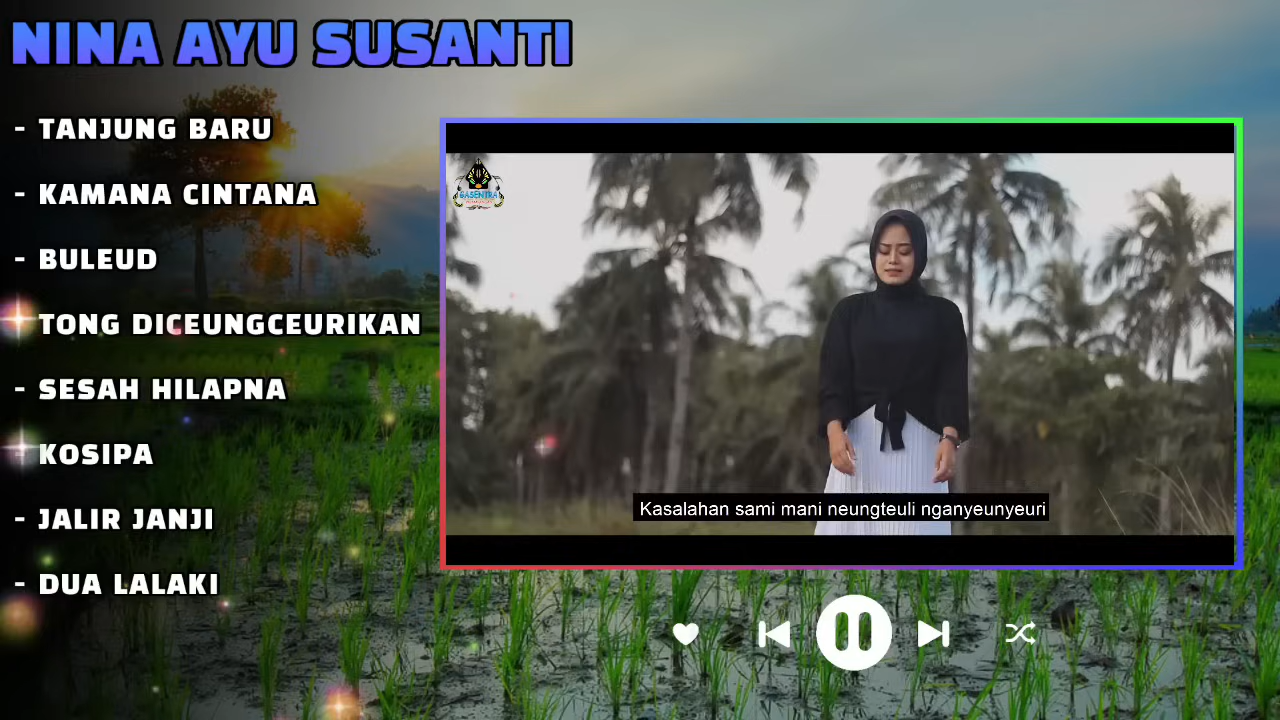 NINA AYU SUSANTI
- TANJUNG BARU
- KAMANA CINTANA
- BULEUD
- TONG DICEUNGCEURIKAN
- SESAH HILAPNA
- KOSIPA
- JALIR JANJI
- DUA LALAKI
GASENTRA
Kasalahan sami mani neungteuli nganyeunyeuri